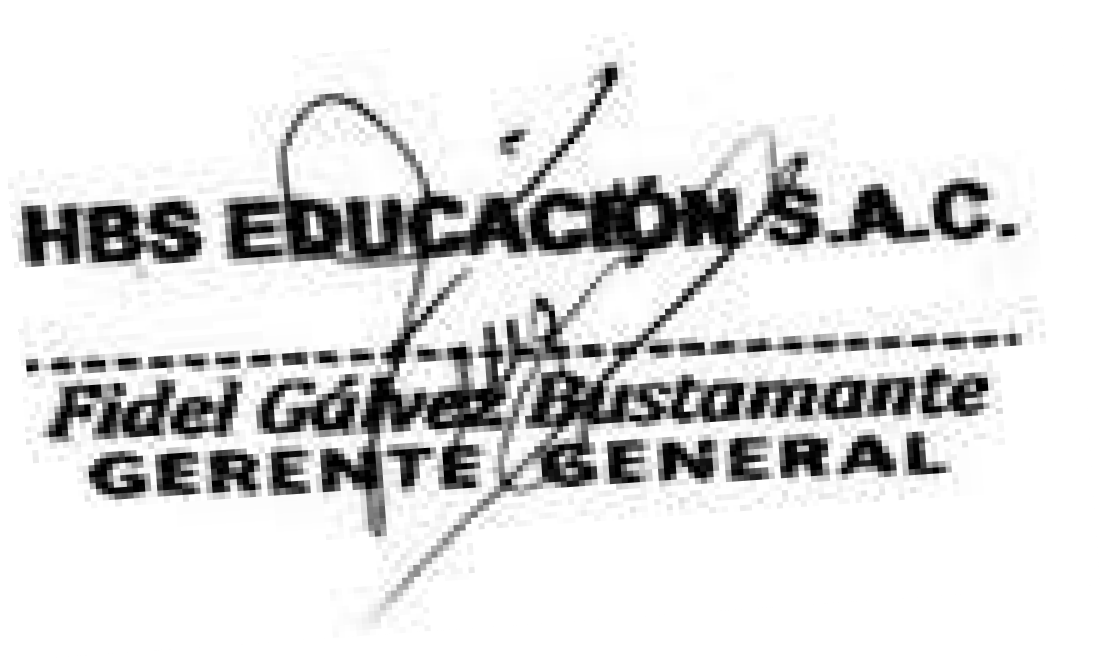 HBS EDUCACIÓN S.A.C.
Fidel Gálvez Bustamante
GERENTE GENERAL